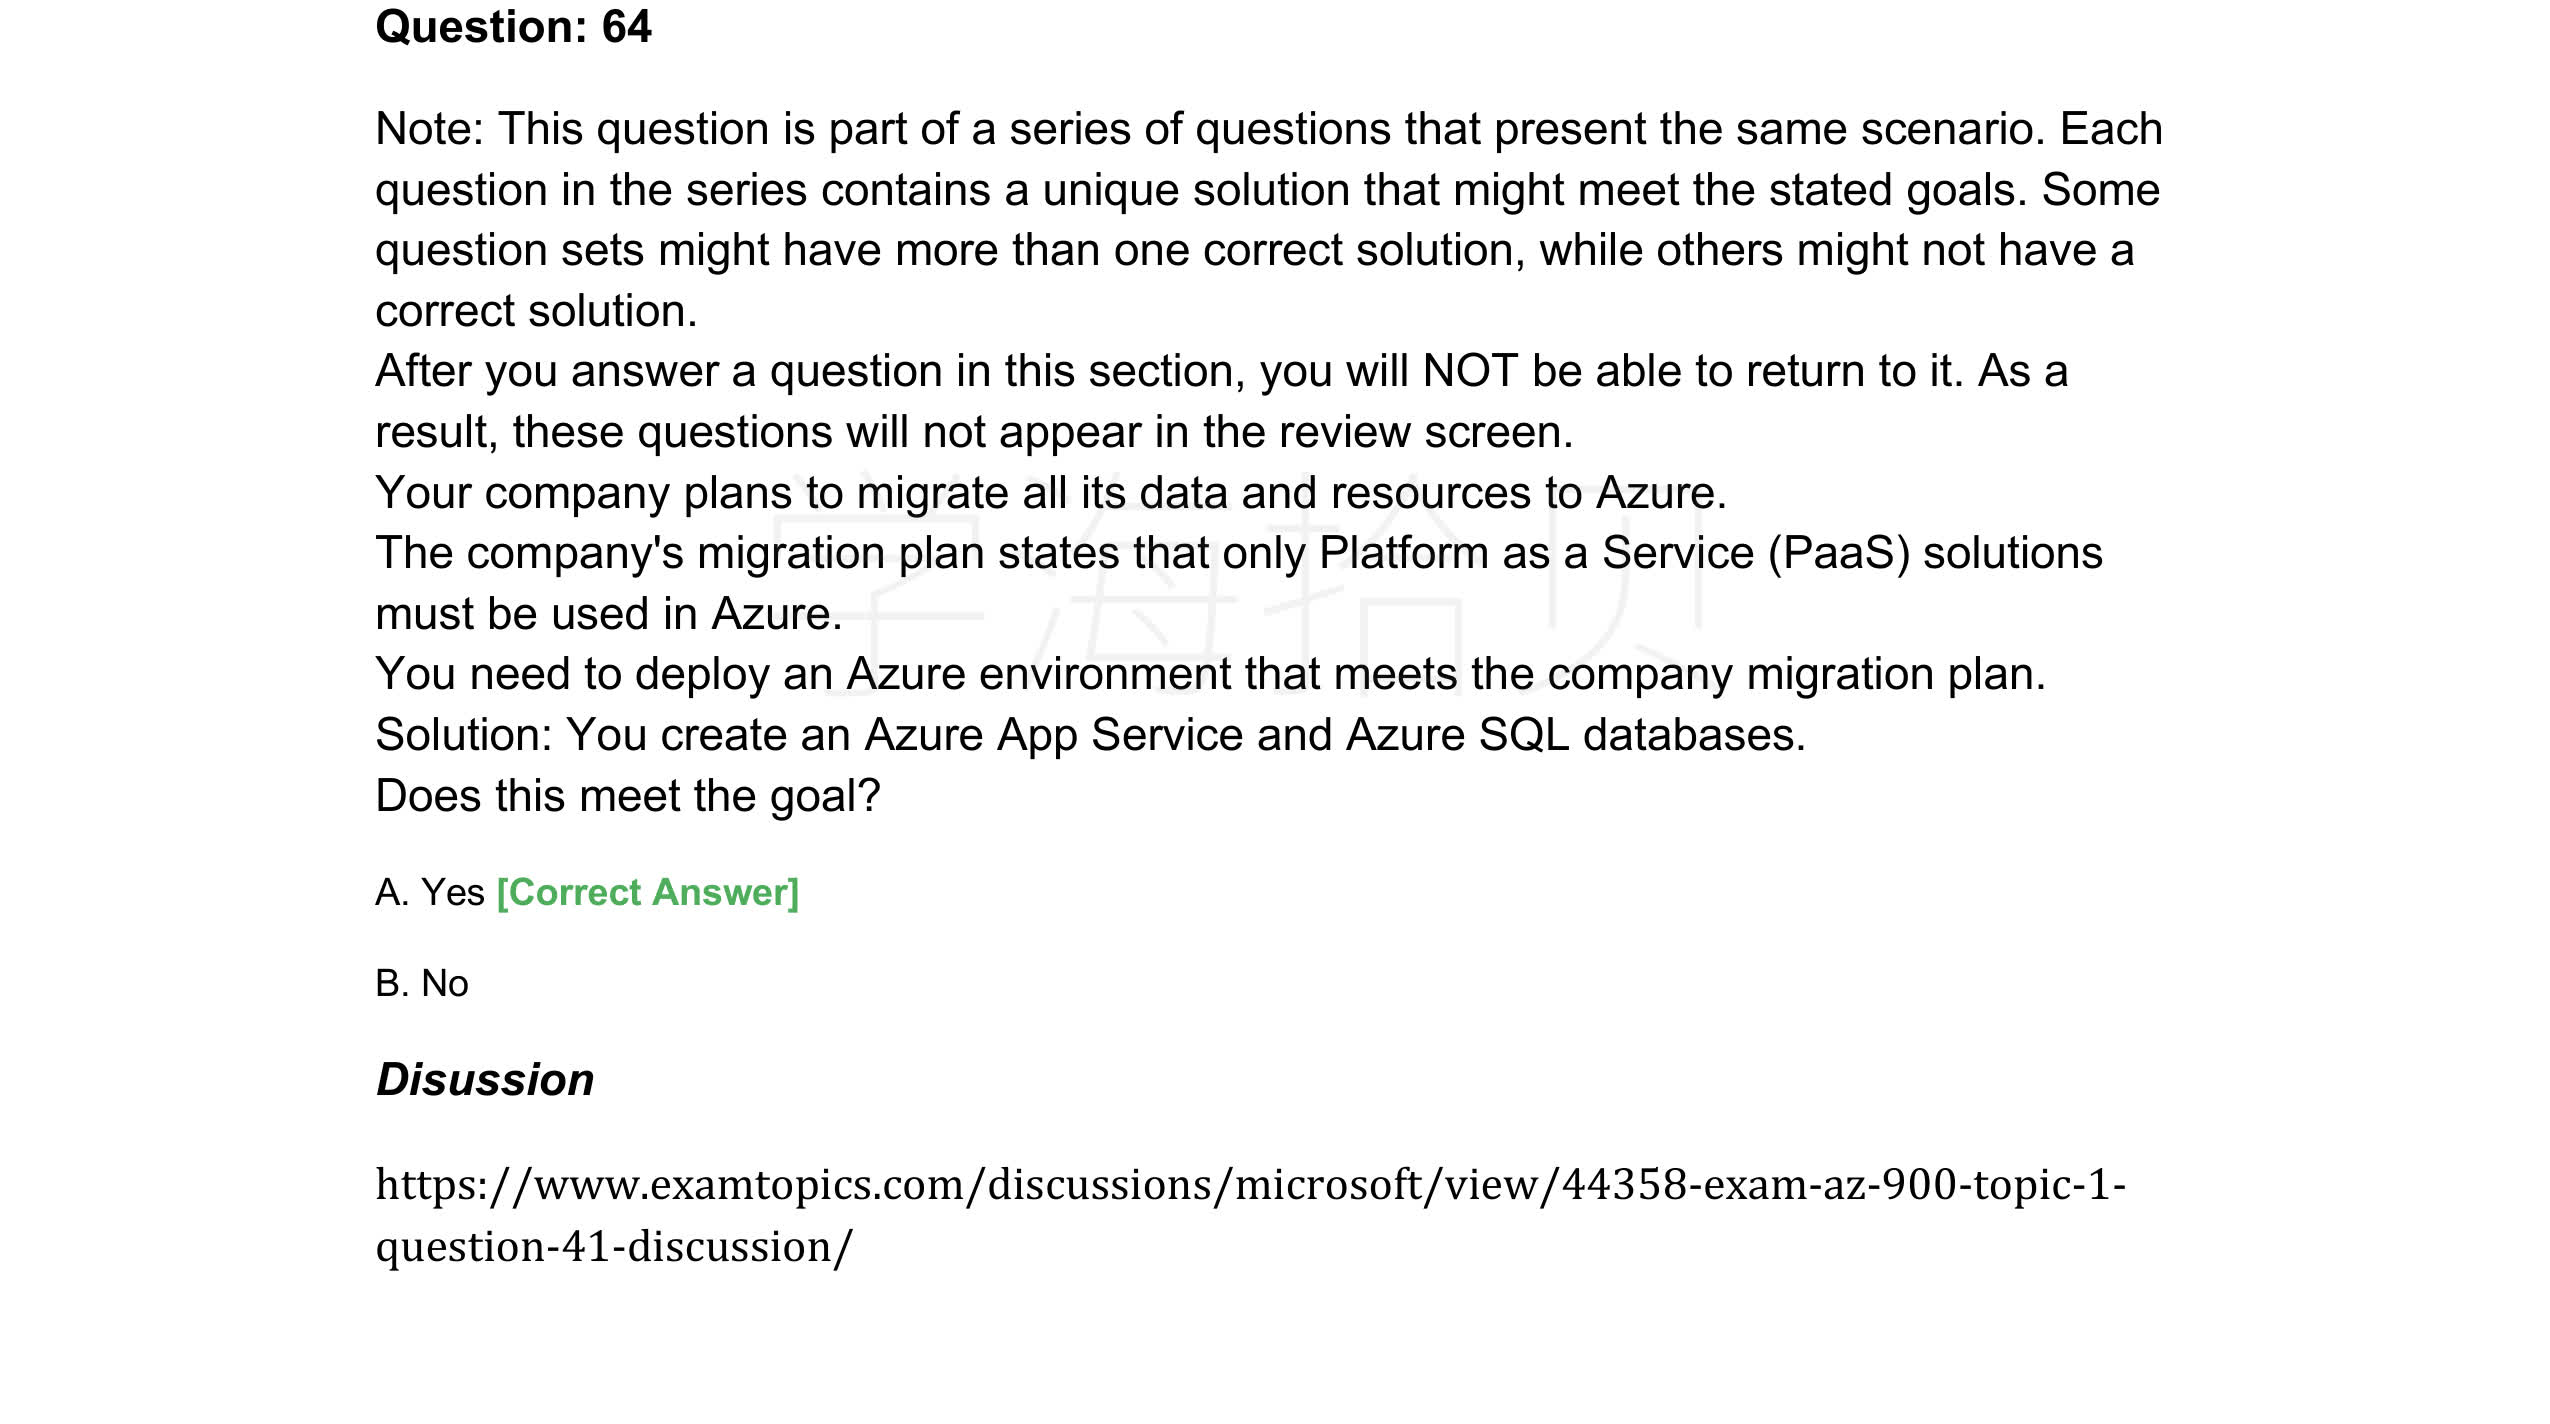 Question: 64
Note: This question is part of a series of questions that present the same scenario. Each
question in the series contains a unique solution that might meet the stated goals. Some
question sets might have more than one correct solution, while others might not have a
correct solution.
After you answer a question in this section, you will NOT be able to return to it. As a
result, these questions will not appear in the review screen.
Your company plans to migrate all its data and resources to Azure.
The company's migration plan states that only Platform as a Service (PaaS) solutions
must be used in Azure.
You need to deploy an Azure environment that meets the company migration plan.
Solution: You create an Azure App Service and Azure SQL databases.
Does this meet the goal?
A. Yes [Correct Answer]
B. No
Disussion
https://www.examtopics.com/discussions/microsoft/view/44358-exam-az-900-topic-1-
question-41-discussion/
学海拾贝